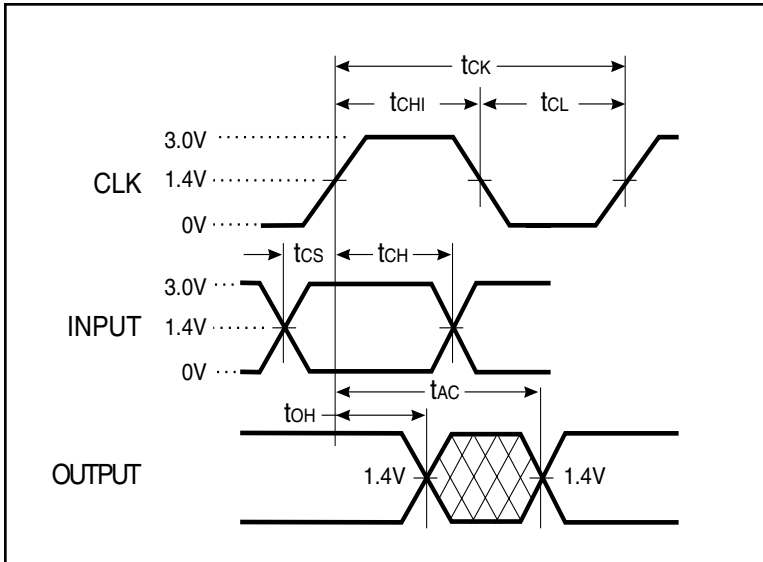 tCK
tCHI tCL
3.0V
CLK 1.4V
0V
tCS tCH
3.0V
INPUT 1.4V
0V
tAC
tOH
OUTPUT 1.4V 1.4V